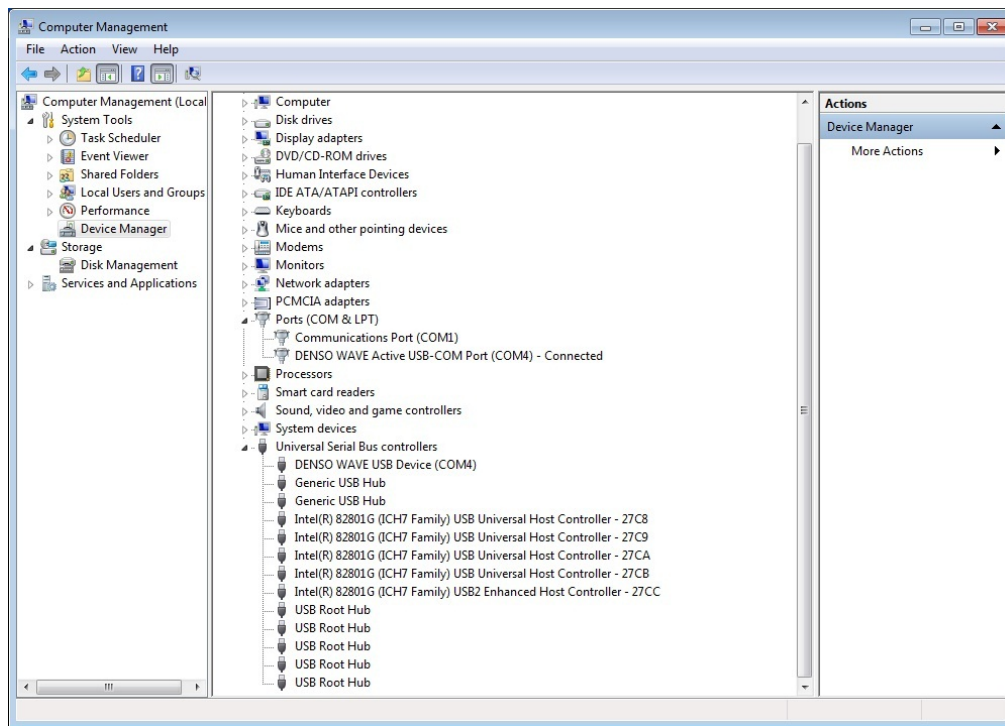 Computer Management
File Action View Help
Computer Management (Local
System Tools
Task Scheduler
Event Viewer
Shared Folders
Local Users and Groups
Performance
Device Manager
Storage
Disk Management
Services and Applications
Computer
Disk drives
Display adapters
DVD/CD-ROM drives
Human Interface Devices
IDE ATA/ATAPI controllers
Keyboards
Mice and other pointing devices
Modems
Monitors
Network adapters
PCMCIA adapters
Ports (COM & LPT)
Communications Port (COM1)
DENSO WAVE Active USB-COM Port (COM4) - Connected
Processors
Smart card readers
Sound, video and game controllers
System devices
Universal Serial Bus controllers
DENSO WAVE USB Device (COM4)
Generic USB Hub
Generic USB Hub
Intel(R) 82801G (ICH7 Family) USB Universal Host Controller - 27C8
Intel(R) 82801G (ICH7 Family) USB Universal Host Controller - 27C9
Intel(R) 82801G (ICH7 Family) USB Universal Host Controller - 27CA
Intel(R) 82801G (ICH7 Family) USB Universal Host Controller - 27CB
Intel(R) 82801G (ICH7 Family) USB2 Enhanced Host Controller - 27CC
USB Root Hub
USB Root Hub
USB Root Hub
USB Root Hub
USB Root Hub
Actions
Device Manager
More Actions